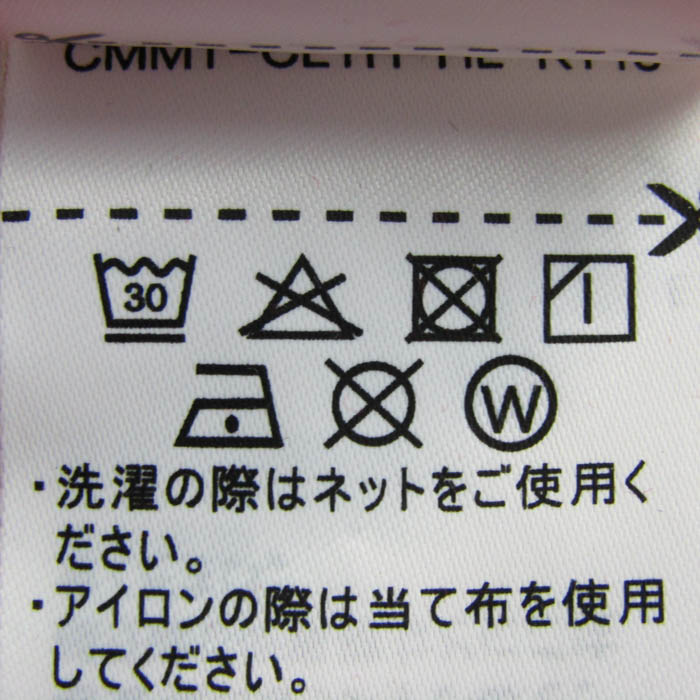 30
W
・洗濯の際はネットをご使用く
ださい。
・アイロンの際は当て布を使用
してください。